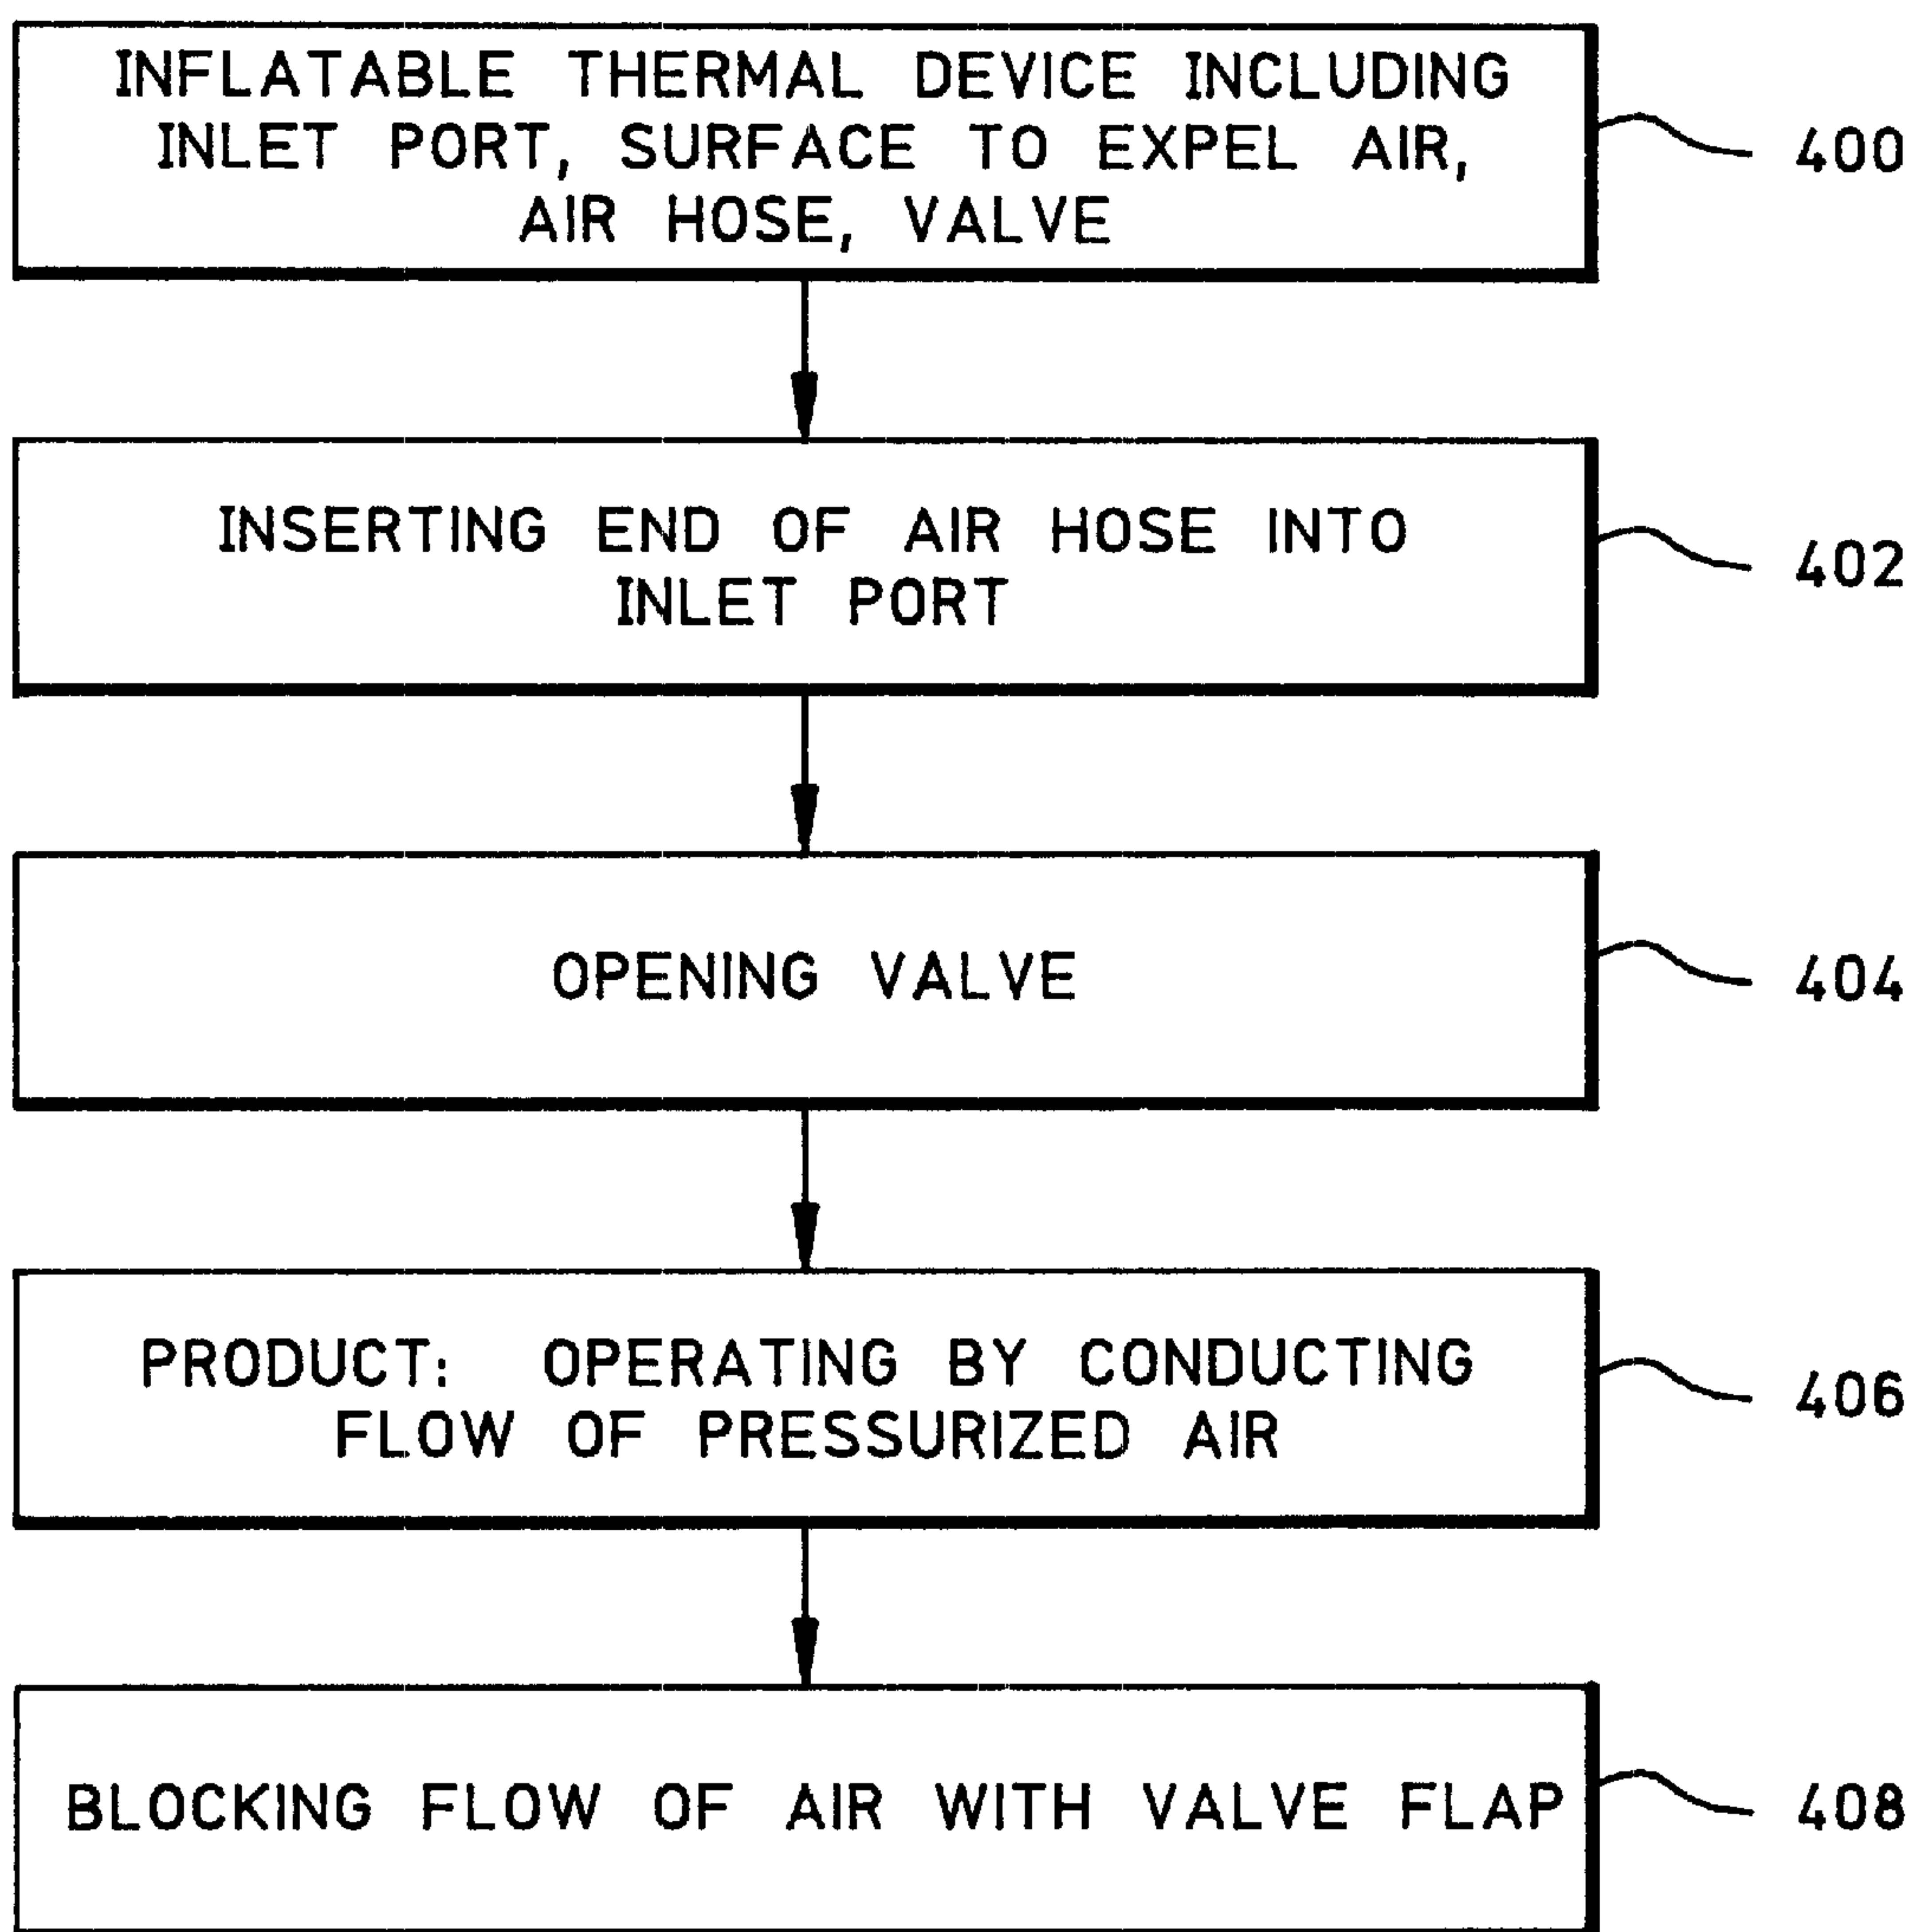 INFLATABLE THERMAL DEVICE INCLUDING
INLET PORT, SURFACE TO EXPEL AIR,
AIR HOSE, VALVE
400
INSERTING END OF AIR HOSE INTO
INLET PORT
402
OPENING VALVE
404
PRODUCT: OPERATING BY CONDUCTING
FLOW OF PRESSURIZED AIR
406
BLOCKING FLOW OF AIR WITH VALVE FLAP
408